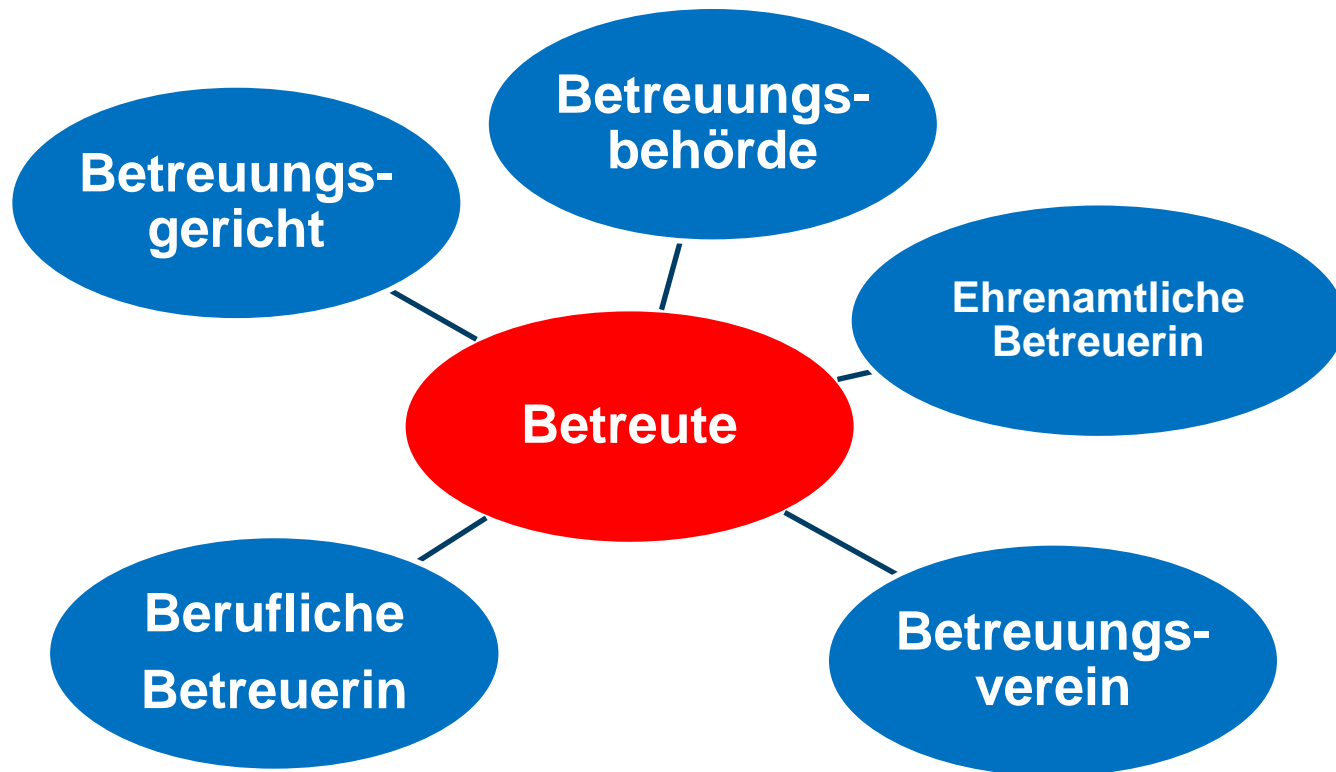 Betreuungs-
behörde
Betreuungs-
gericht
Ehrenamtliche
Betreuerin
Betreute
Berufliche
Betreuerin
Betreuungs-
verein